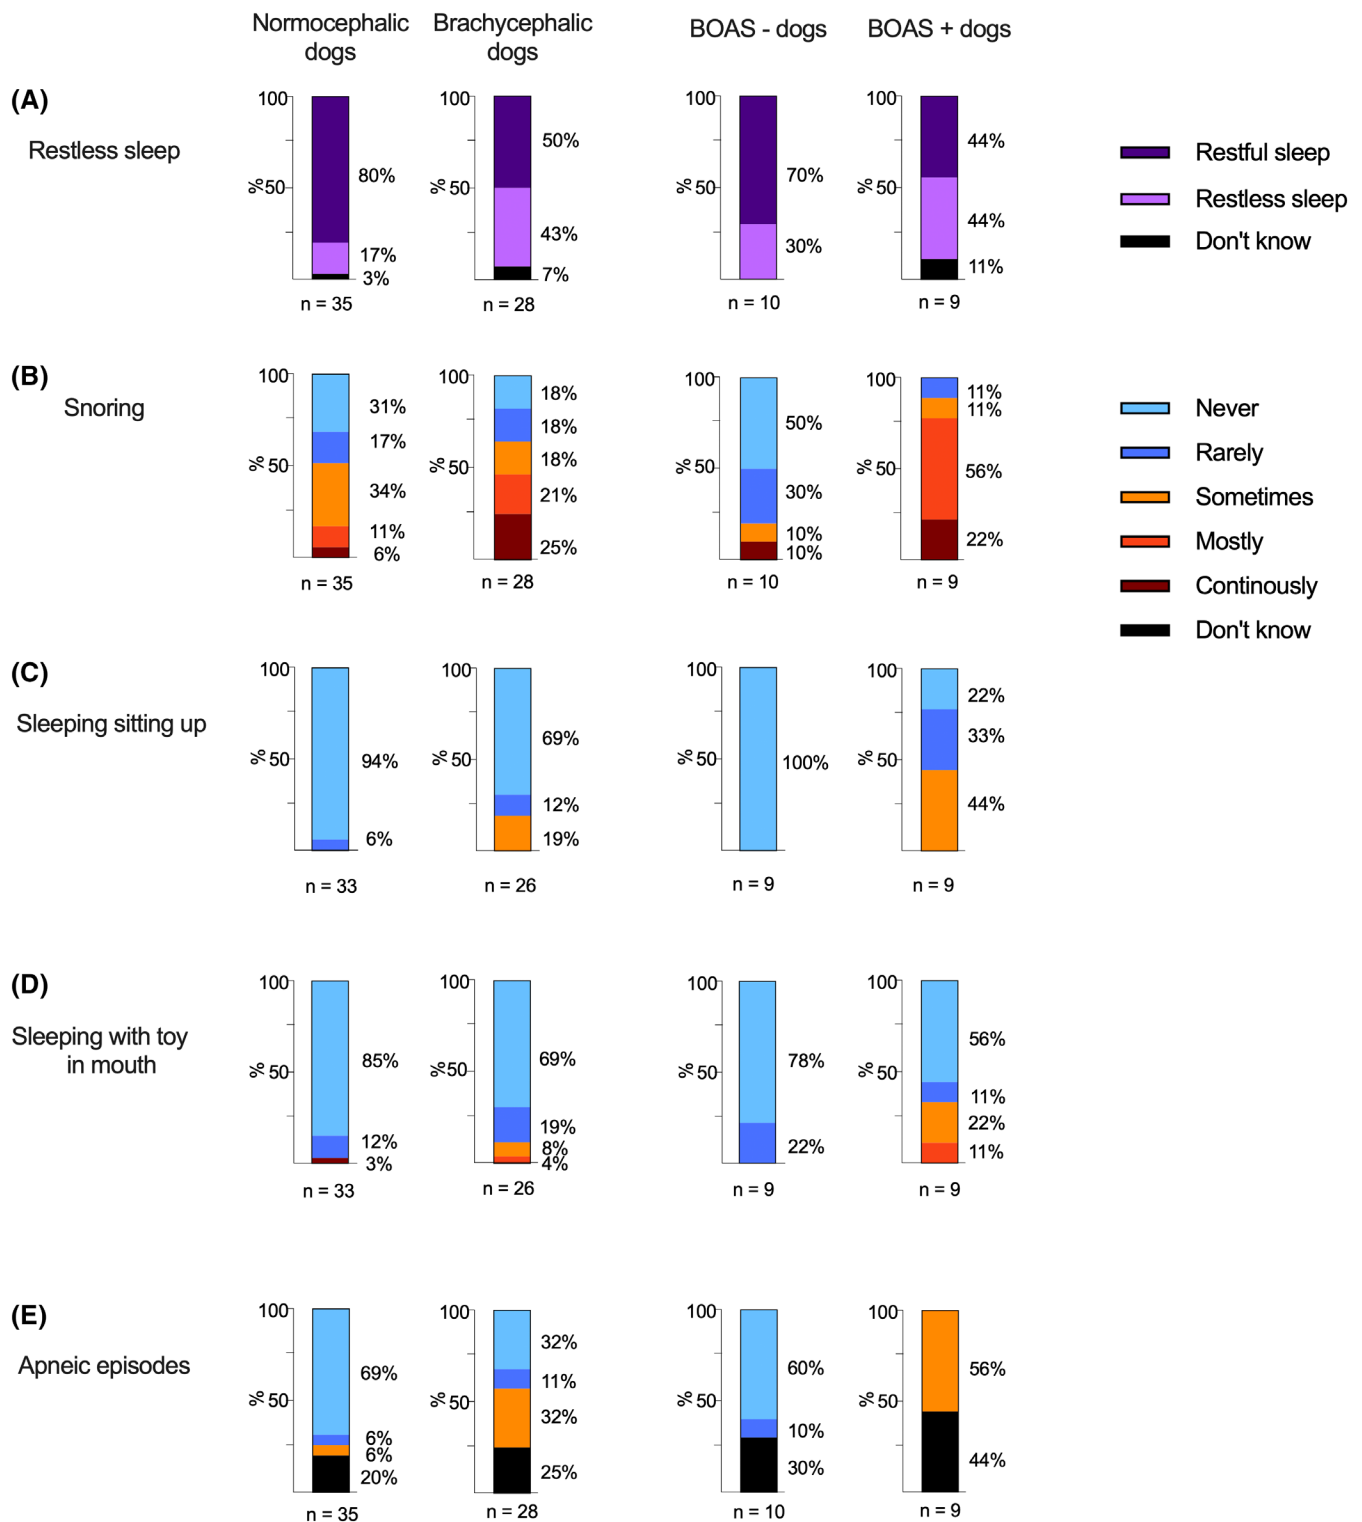 Normocephalic
dogs
Brachycephalic
dogs
BOAS - dogs
BOAS + dogs
(A)
Restless sleep
100
50
%
80%
17%
3%
n = 35
100
50
%
50%
43%
7%
n = 28
100
50
%
70%
30%
n = 10
100
50
%
44%
44%
11%
n = 9
Restful sleep
Restless sleep
Don't know
(B)
Snoring
100
50
%
31%
17%
34%
11%
6%
n = 35
100
50
%
18%
18%
18%
21%
25%
n = 28
100
50
%
50%
30%
10%
10%
n = 10
100
50
%
11%
11%
56%
22%
n = 9
Never
Rarely
Sometimes
Mostly
Continously
Don't know
(C)
Sleeping sitting up
100
50
%
94%
6%
n = 33
100
50
%
69%
12%
19%
n = 26
100
50
%
100%
n = 9
100
50
%
22%
33%
44%
n = 9
(D)
Sleeping with toy
in mouth
100
50
%
85%
12%
3%
n = 33
100
50
%
69%
19%
8%
4%
n = 26
100
50
%
78%
22%
n = 9
100
50
%
56%
11%
22%
11%
n = 9
(E)
Apneic episodes
100
50
%
69%
6%
6%
20%
n = 35
100
50
%
32%
11%
32%
25%
n = 28
100
50
%
60%
10%
30%
n = 10
100
50
%
56%
44%
n = 9